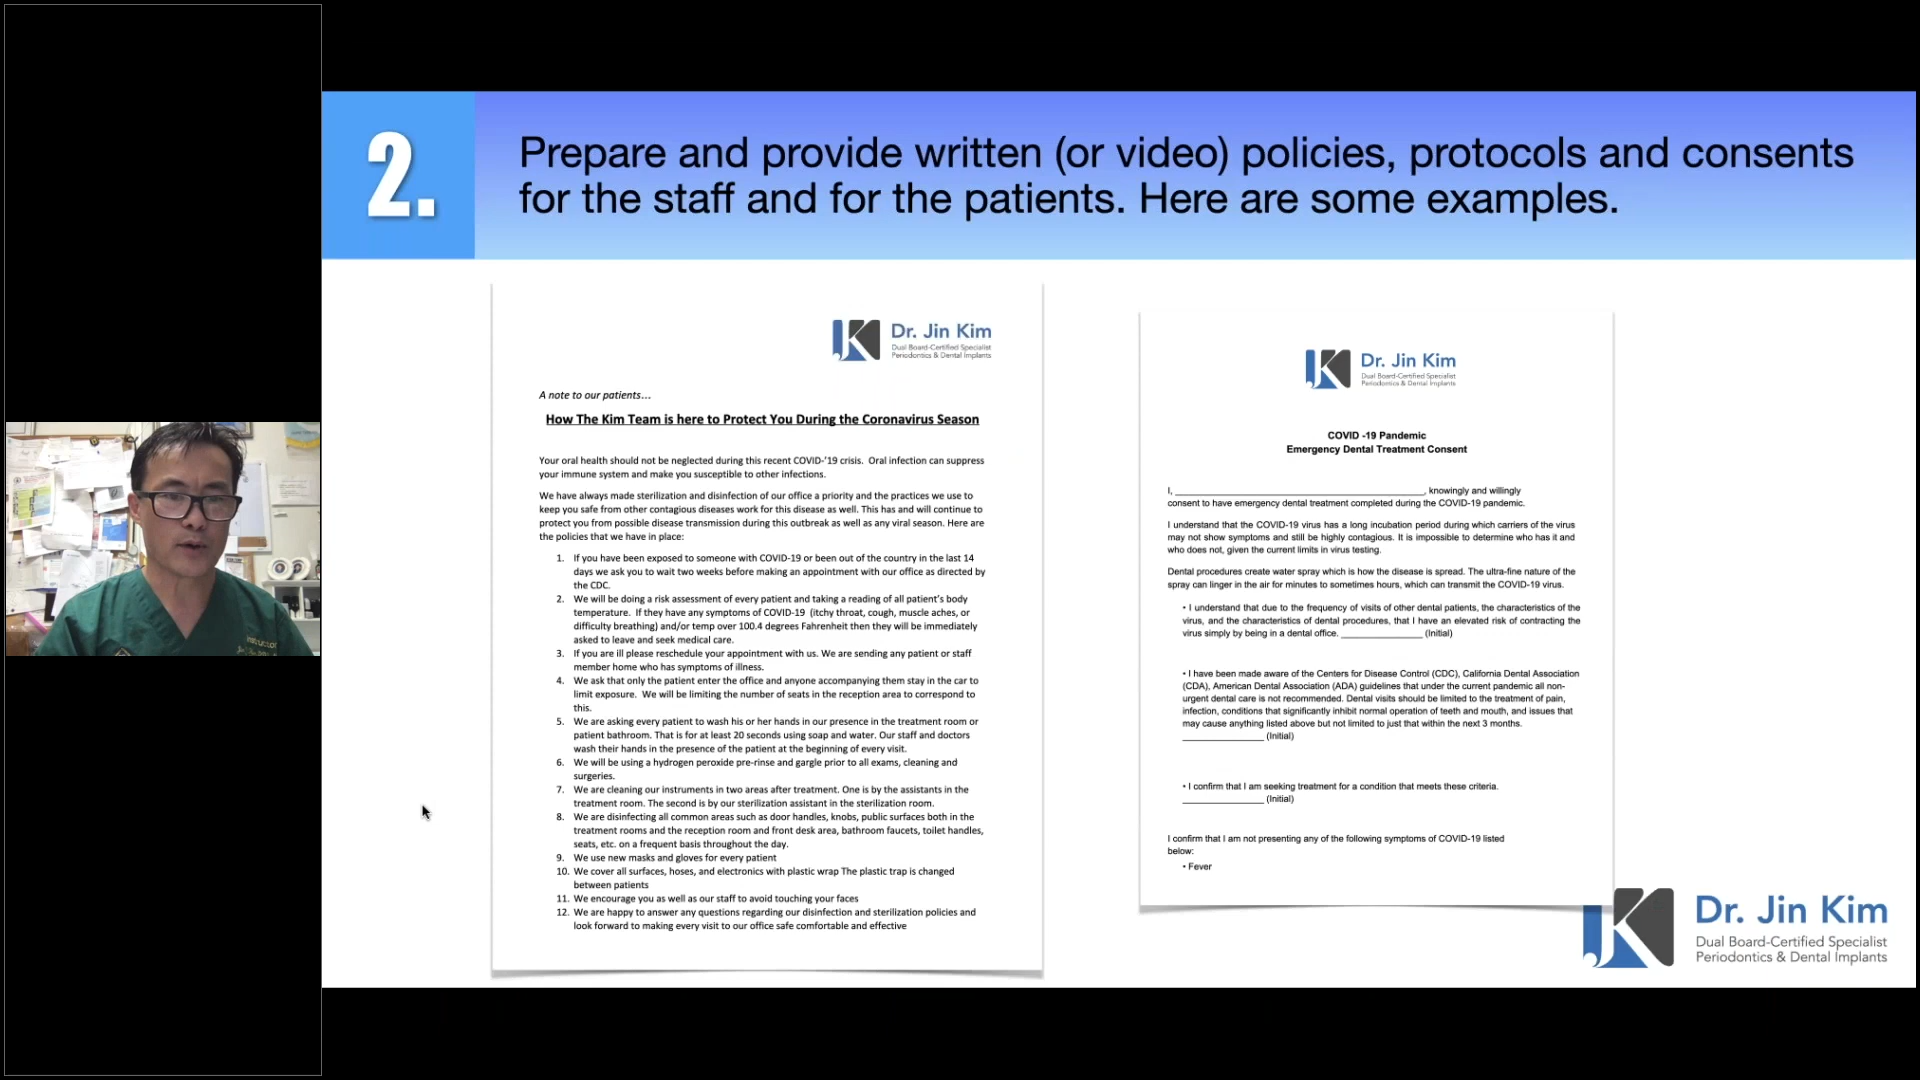 2.
Prepare and provide written (or video) policies, protocols and consents
for the staff and for the patients. Here are some examples.
Dr. Jin Kim
Dual Board-Certified Specialist
Periodontics & Dental Implants
A note to our patients…
How The Kim Team is here to Protect You During the Coronavirus Season
Your oral health should not be neglected during this recent COVID-'19 crisis. Oral infection can suppress
your immune system and make you susceptible to other infections.
We have always made sterilization and disinfection of our office a priority and the practices we use to
keep you safe from other contagious diseases work for this disease as well. This has and will continue to
protect you from possible disease transmission during this outbreak as well as any viral season. Here are
the policies that we have in place:
1. If you have been exposed to someone with COVID-19 or been out of the country in the last 14
days we ask you to wait two weeks before making an appointment with our office as directed by
the CDC.
2. We will be doing a risk assessment of every patient and taking a reading of all patient's body
temperature. If they have any symptoms of COVID-19 (itchy throat, cough, muscle aches, or
difficulty breathing) and/or temp over 100.4 degrees Fahrenheit then they will be immediately
asked to leave and seek medical care.
3. If you are ill please reschedule your appointment with us. We are sending any patient or staff
member home who has symptoms of illness.
4. We ask that only the patient enter the office and anyone accompanying them stay in the car to
limit exposure. We will be limiting the number of seats in the reception area to correspond to
this.
5. We are asking every patient to wash his or her hands in our presence in the treatment room or
patient bathroom. That is for at least 20 seconds using soap and water. Our staff and doctors
wash their hands in the presence of the patient at the beginning of every visit.
6. We will be using a hydrogen peroxide pre-rinse and gargle prior to all exams, cleaning and
surgeries.
7. We are cleaning our instruments in two areas after treatment. One is by the assistants in the
treatment room. The second is by our sterilization assistant in the sterilization room.
8. We are disinfecting all common areas such as door handles, knobs, public surfaces both in the
treatment rooms and the reception room and front desk area, bathroom faucets, toilet handles,
seats, etc. on a frequent basis throughout the day.
9. We use new masks and gloves for every patient
10. We cover all surfaces, hoses, and electronics with plastic wrap The plastic trap is changed
between patients
11. We encourage you as well as our staff to avoid touching your faces
12. We are happy to answer any questions regarding our disinfection and sterilization policies and
look forward to making every visit to our office safe comfortable and effective
Dr. Jin Kim
Dual Board-Certified Specialist
Periodontics & Dental Implants
COVID -19 Pandemic
Emergency Dental Treatment Consent
I, ______________________________, knowingly and willingly
consent to have emergency dental treatment completed during the COVID-19 pandemic.
I understand that the COVID-19 virus has a long incubation period during which carriers of the virus
may not show symptoms and still be highly contagious. It is impossible to determine who has it and
who does not, given the current limits in virus testing.
Dental procedures create water spray which is how the disease is spread. The ultra-fine nature of the
spray can linger in the air for minutes to sometimes hours, which can transmit the COVID-19 virus.
• I understand that due to the frequency of visits of other dental patients, the characteristics of the
virus, and the characteristics of dental procedures, that I have an elevated risk of contracting the
virus simply by being in a dental office. ________________ (Initial)
• I have been made aware of the Centers for Disease Control (CDC), California Dental Association
(CDA), American Dental Association (ADA) guidelines that under the current pandemic all non-
urgent dental care is not recommended. Dental visits should be limited to the treatment of pain,
infection, conditions that significantly inhibit normal operation of teeth and mouth, and issues that
may cause anything listed above but not limited to just that within the next 3 months.
________________ (Initial)
• I confirm that I am seeking treatment for a condition that meets these criteria.
________________ (Initial)
I confirm that I am not presenting any of the following symptoms of COVID-19 listed
below:
• Fever
Dr. Jin Kim
Dual Board-Certified Specialist
Periodontics & Dental Implants